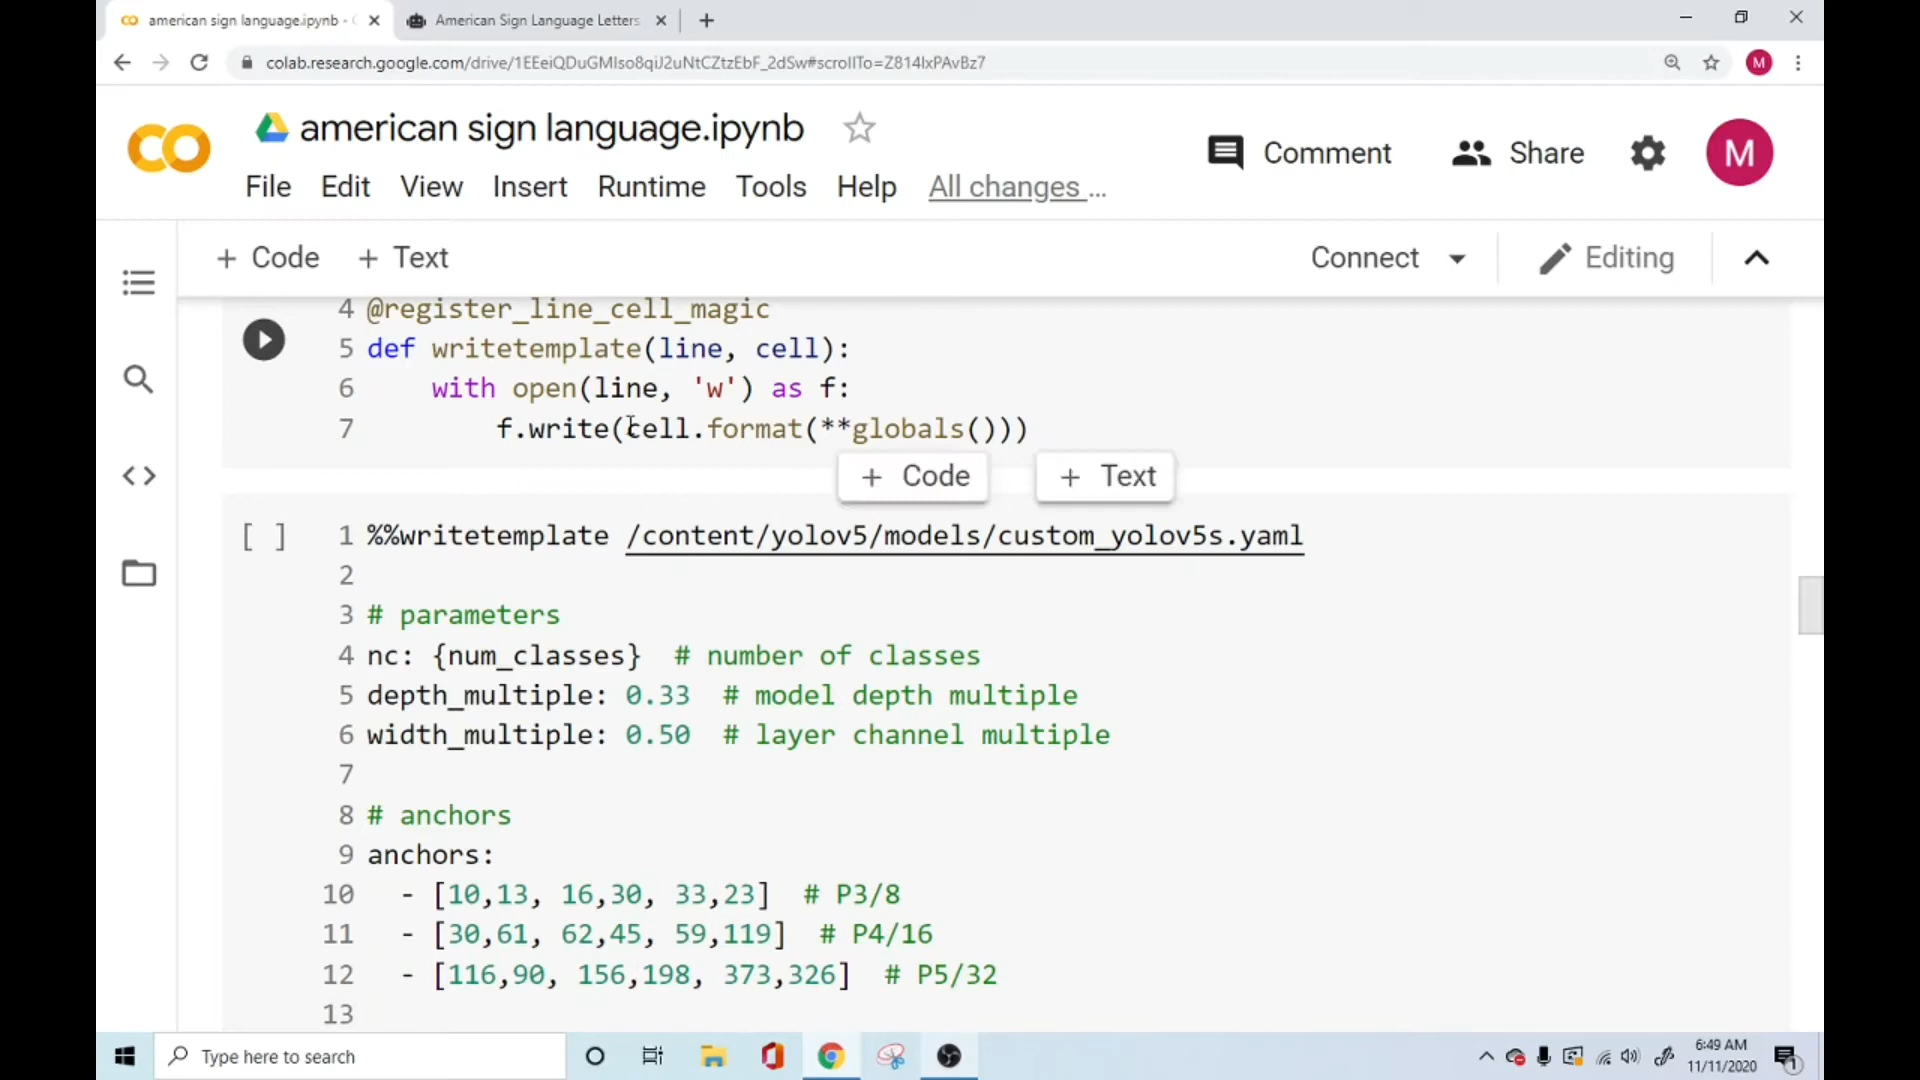 american sign language.ipynb -
American Sign Language Letters
colab.research.google.com/drive/
american sign language.ipynb
Comment
Share
M
M
File Edit View Insert Runtime Tools Help All changes ...
+ Code + Text
Connect
Editing
4 @register_line_cell_magic
5 def writetemplate(line, cell):
6 with open(line, 'w') as f:
7 f.write(cell.format(**globals()))
+ Code + Text
[ ] 1 %%writetemplate /content/yolov5/models/custom_yolov5s.yaml
2
3 # parameters
4 nc: {num_classes} # number of classes
5 depth_multiple: 0.33 # model depth multiple
6 width_multiple: 0.50 # layer channel multiple
7
8 # anchors
9 anchors:
10 - [10,13, 16,30, 33,23] # P3/8
11 - [30,61, 62,45, 59,119] # P4/16
12 - [116,90, 156,198, 373,326] # P5/32
13
Type here to search
6:49 AM
11/11/2020
1